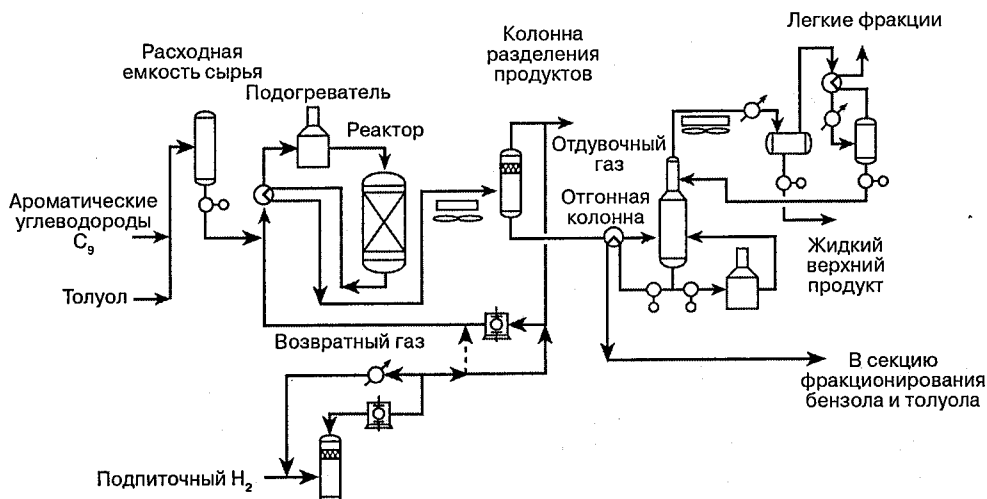 Легкие фракции
Колонна
разделения
продуктов
Расходная
емкость сырья
Подогреватель
Реактор
Отдувочный
газ
Отгонная
колонна
Ароматические
углеводороды
C₉
Толуол
Жидкий
верхний
продукт
Возвратный газ
В секцию
фракционирования
бензола и толуола
Подпиточный H₂